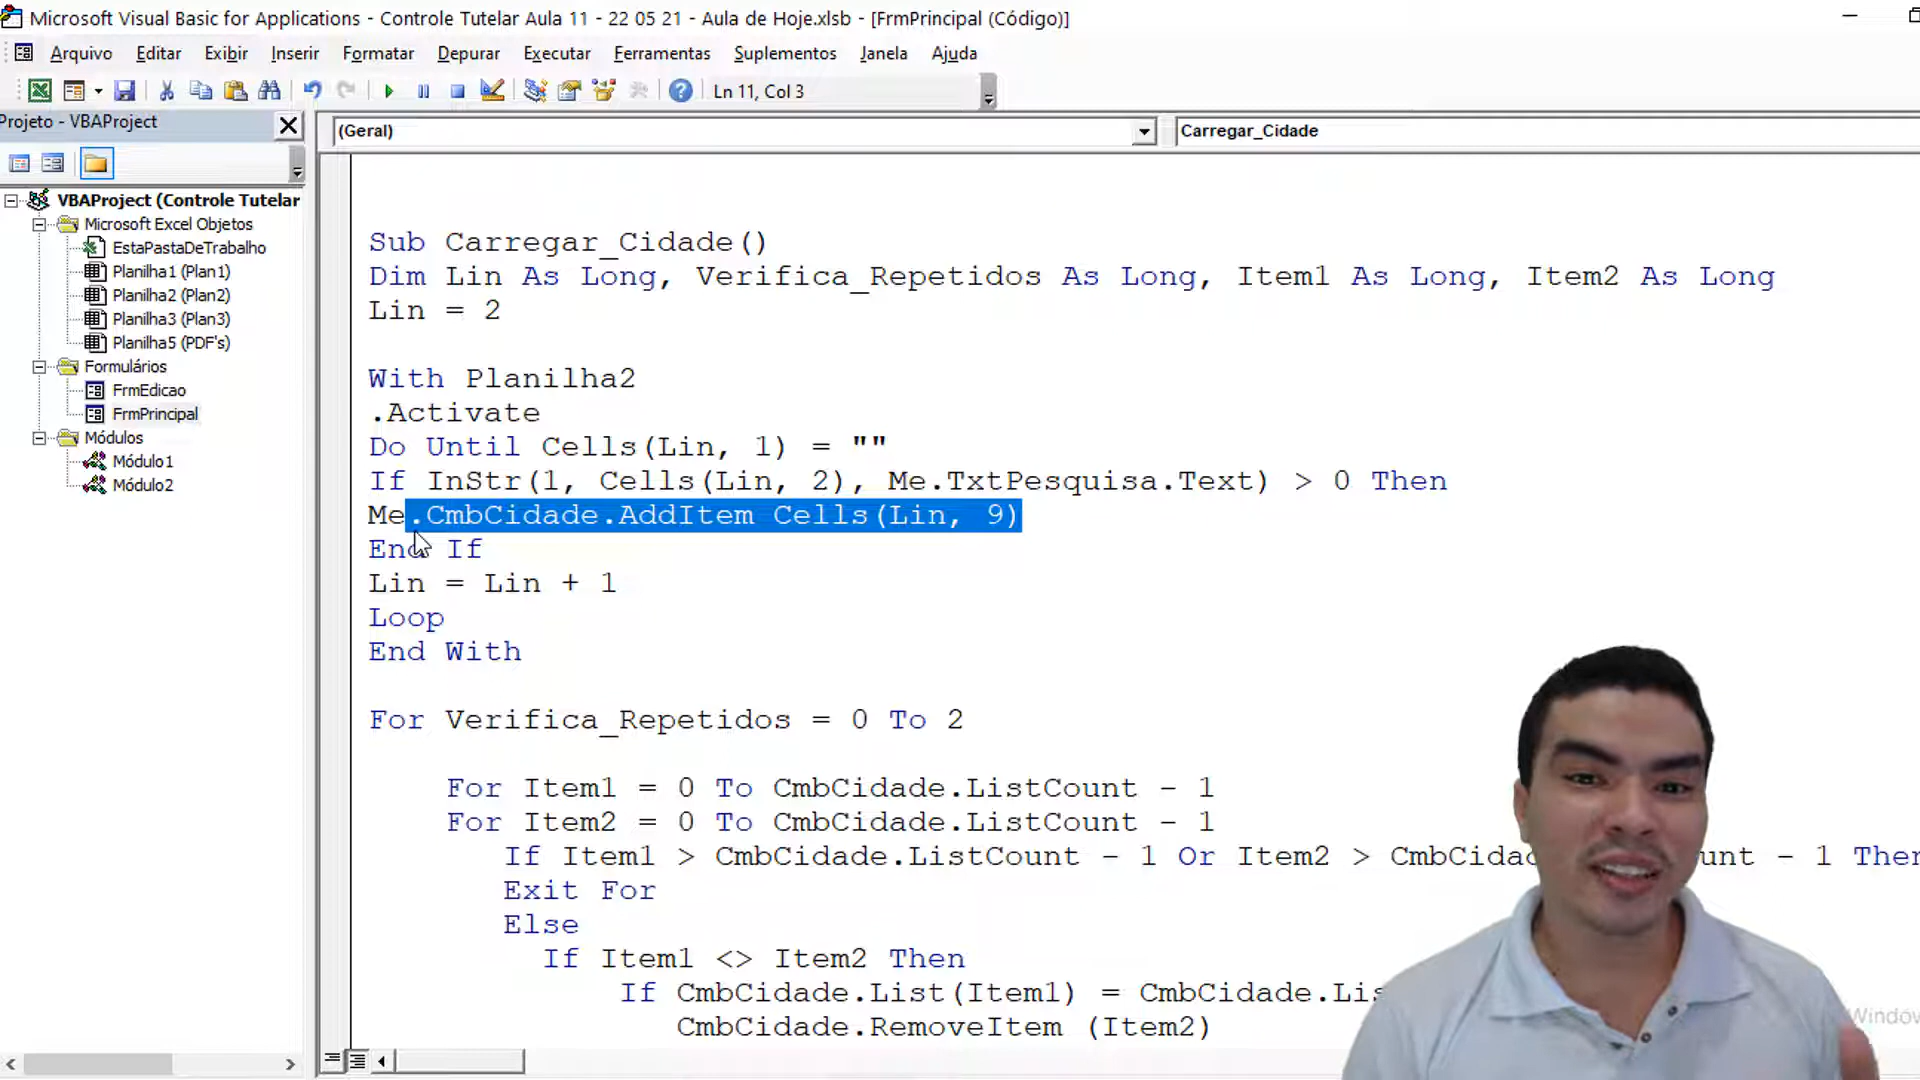 Microsoft Visual Basic for Applications - Controle Tutelar Aula 11 - 22 05 21 - Aula de Hoje.xlsb - [FrmPrincipal (Código)]
Arquivo Editar Exibir Inserir Formatar Depurar Executar Ferramentas Suplementos Janela Ajuda
Ln 11, Col 3
Projeto - VBAProject
(Geral)
Carregar_Cidade
VBAProject (Controle Tutelar
Microsoft Excel Objetos
EstaPastaDeTrabalho
Planilha1 (Plan1)
Planilha2 (Plan2)
Planilha3 (Plan3)
Planilha5 (PDF's)
Formulários
FrmEdicao
FrmPrincipal
Módulos
Módulo1
Módulo2
Sub Carregar_Cidade()
Dim Lin As Long, Verifica_Repetidos As Long, Item1 As Long, Item2 As Long
Lin = 2
With Planilha2
.Activate
Do Until Cells(Lin, 1) = ""
If InStr(1, Cells(Lin, 2), Me.TxtPesquisa.Text) > 0 Then
Me.CmbCidade.AddItem Cells(Lin, 9)
End If
Lin = Lin + 1
Loop
End With
For Verifica_Repetidos = 0 To 2
For Item1 = 0 To CmbCidade.ListCount - 1
For Item2 = 0 To CmbCidade.ListCount - 1
If Item1 > CmbCidade.ListCount - 1 Or Item2 > CmbCida unt - 1 Then
Exit For
Else
If Item1 <> Item2 Then
If CmbCidade.List(Item1) = CmbCidade.Lis
CmbCidade.RemoveItem (Item2)
Window